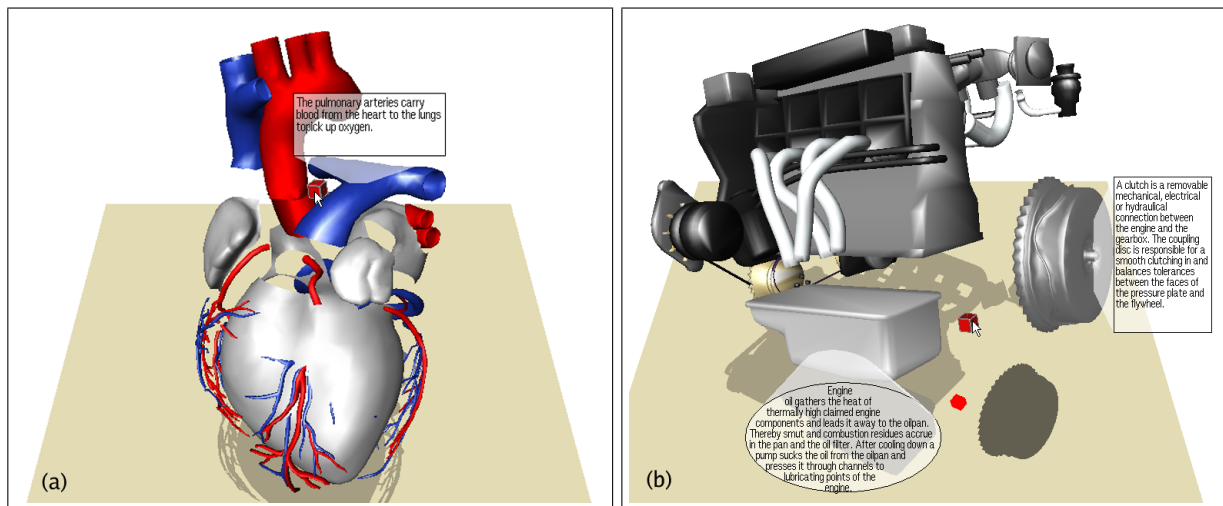 The pulmonary arteries carry
blood from the heart to the lungs
topick up oxygen.
(a)
A clutch is a removable
mechanical, electrical
or hydraulical
connection between
the engine and the
gearbox. The coupling
disc is responsible for a
smooth clutching in and
balances tolerances
between the faces of
the pressure plate and
the flywheel.
Engine
oil gathers the heat of
thermally high claimed engine
components and leads it away to the oilpan.
Thereby smut and combustion residues accrue
in the pan and the oil filter. After cooling down a
pump sucks the oil from the oilpan and
presses it through channels to
lubricating points of the
engine.
(b)